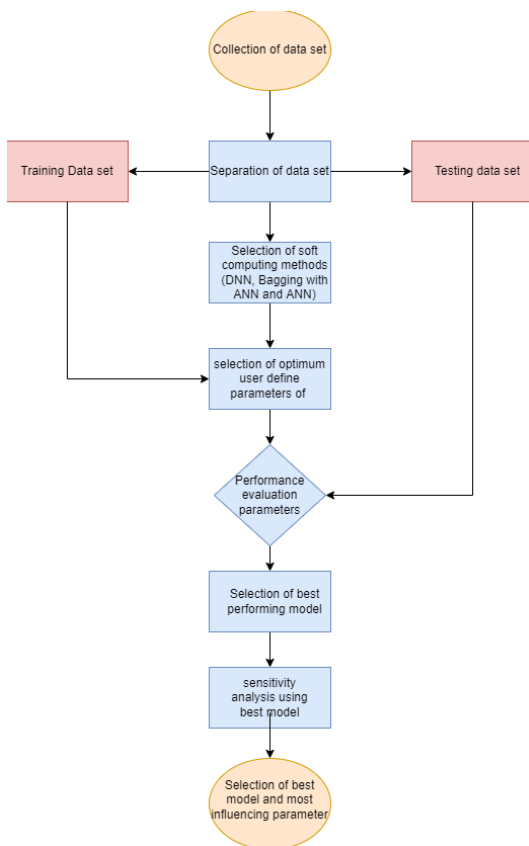 Collection of data set
Training Data set
Separation of data set
Testing data set
Selection of soft
computing methods
(DNN, Bagging with
ANN and ANN)
selection of optimum
user define
parameters of
Performance
evaluation
parameters
Selection of best
performing model
sensitivity
analysis using
best model
Selection of best
model and most
influencing parameter